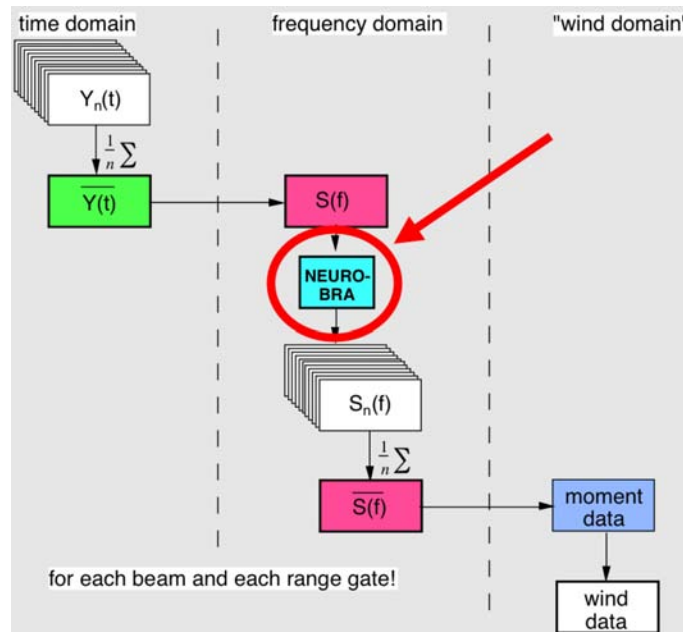 time domain
frequency domain
"wind domain"
Yₙ(t)
1/n ∑
Y(t)
S(f)
NEURO-
BRA
Sₙ(f)
1/n ∑
S(f)
moment
data
for each beam and each range gate!
wind
data